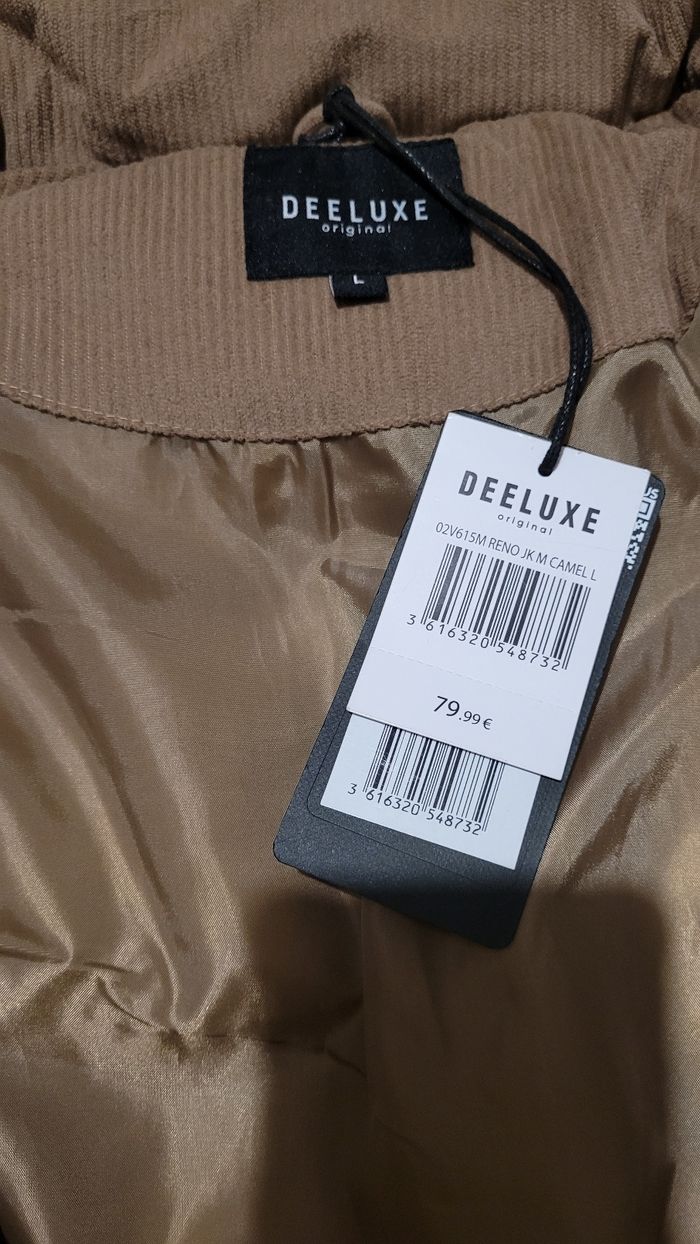 DEELUXE
original
L
DEELUXE
original
02V615M RENO JK M CAMEL L
3 616320 548732
79.99€
3 616320 548732